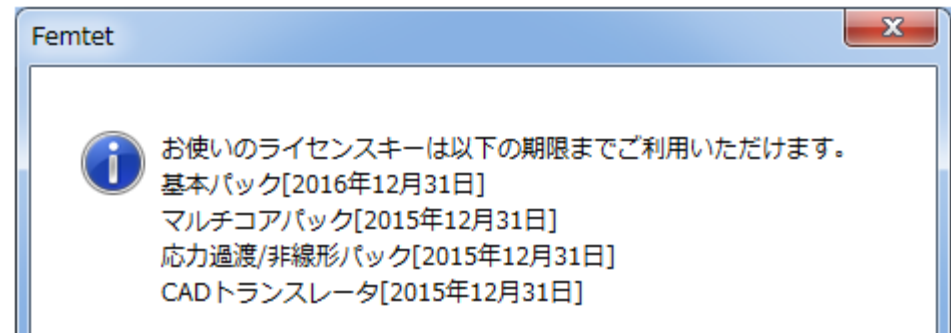 Femtet
お使いのライセンスキーは以下の期限までご利用いただけます。
基本パック[2016年12月31日]
マルチコアパック[2015年12月31日]
応力過渡/非線形パック[2015年12月31日]
CADトランスレータ[2015年12月31日]